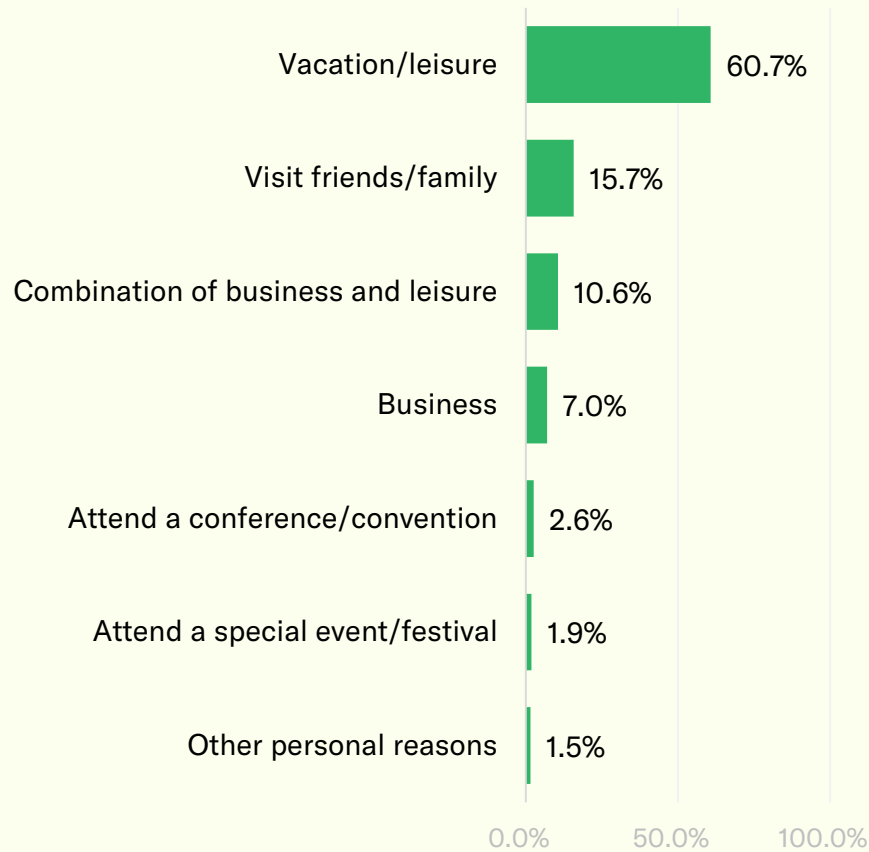 Vacation/leisure 60.7%
Visit friends/family 15.7%
Combination of business and leisure 10.6%
Business 7.0%
Attend a conference/convention 2.6%
Attend a special event/festival 1.9%
Other personal reasons 1.5%
0.0% 50.0% 100.0%